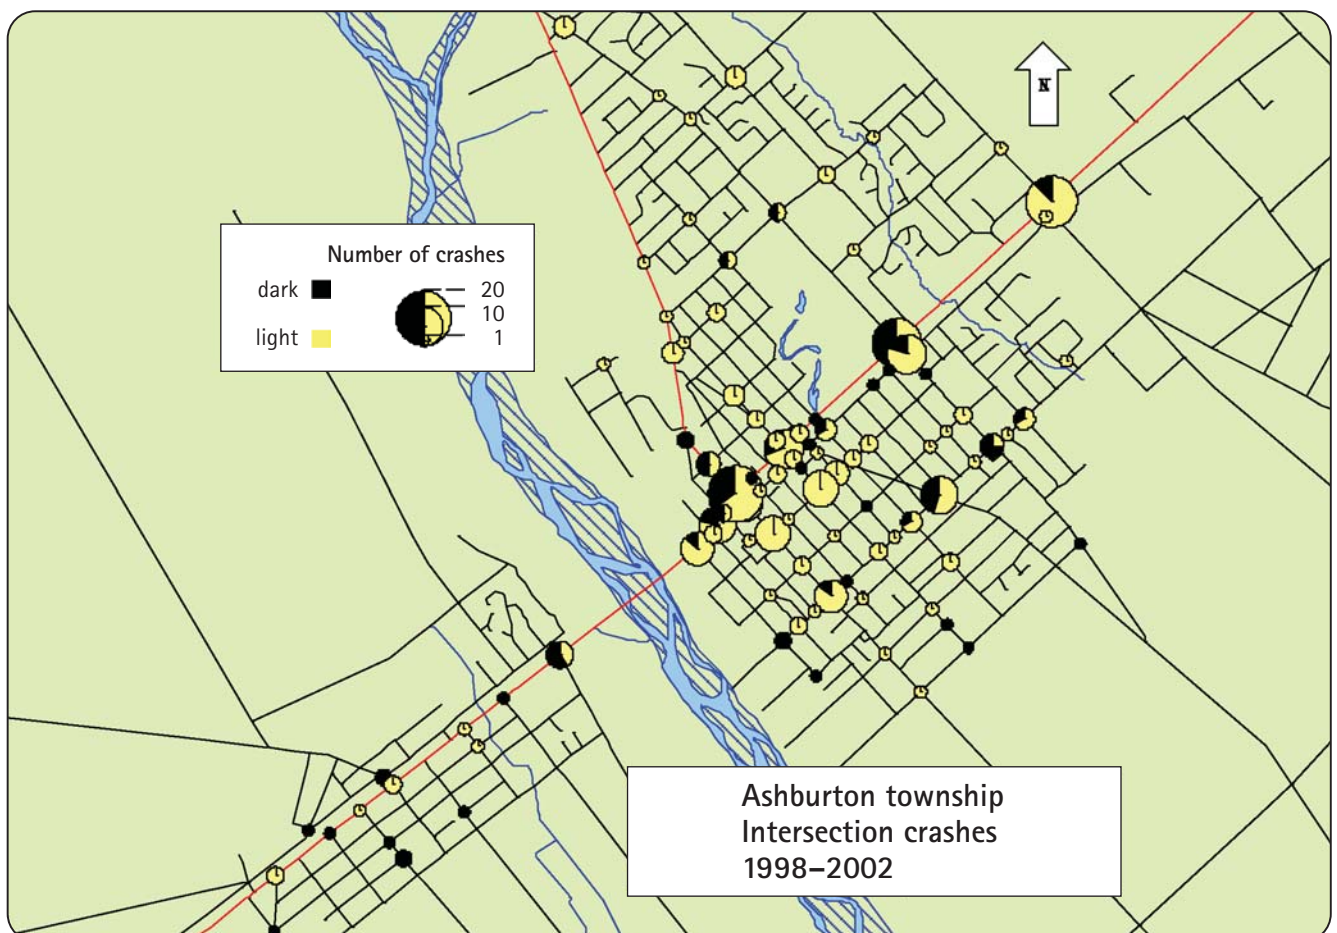 N
Number of crashes
dark
20
10
light
1
Ashburton township
Intersection crashes
1998–2002